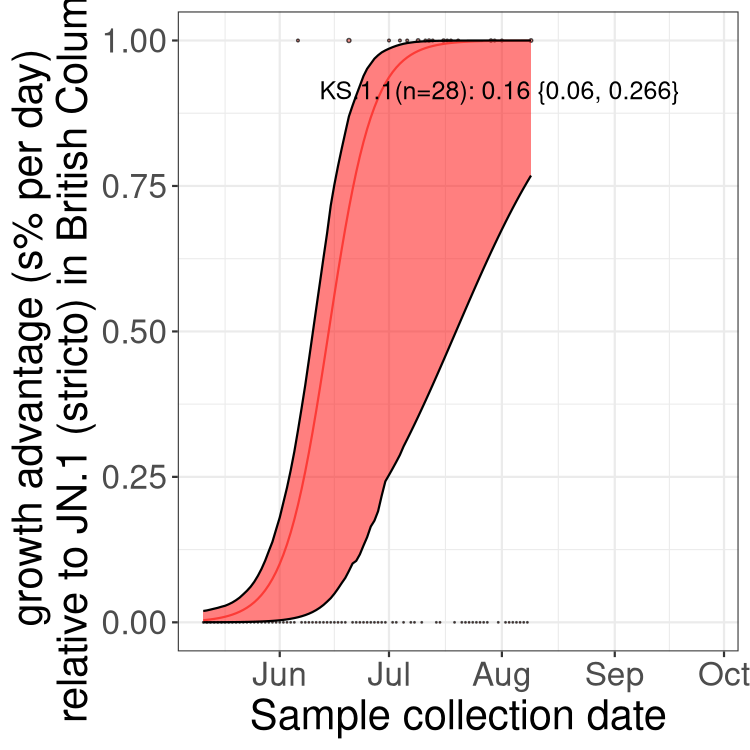 growth advantage (s% per day)
relative to JN.1 (stricto) in British Colum
1.00
0.75
0.50
0.25
0.00
KS.1.1(n=28): 0.16 {0.06, 0.266}
Jun Jul Aug Sep Oct
Sample collection date